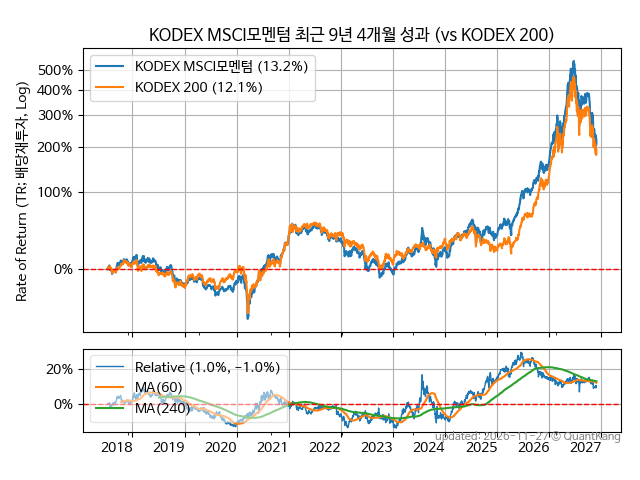 KODEX MSCI모멘텀 최근 9년 4개월 성과 (vs KODEX 200)
KODEX MSCI모멘텀 (13.2%)
KODEX 200 (12.1%)
500%
400%
300%
200%
100%
0%
Rate of Return (TR: 배당재투자, Log)
Relative (1.0%, -1.0%)
MA(60)
MA(240)
20%
0%
updated: 2026-11-27 © QuantKang
2018 2019 2020 2021 2022 2023 2024 2025 2026 2027